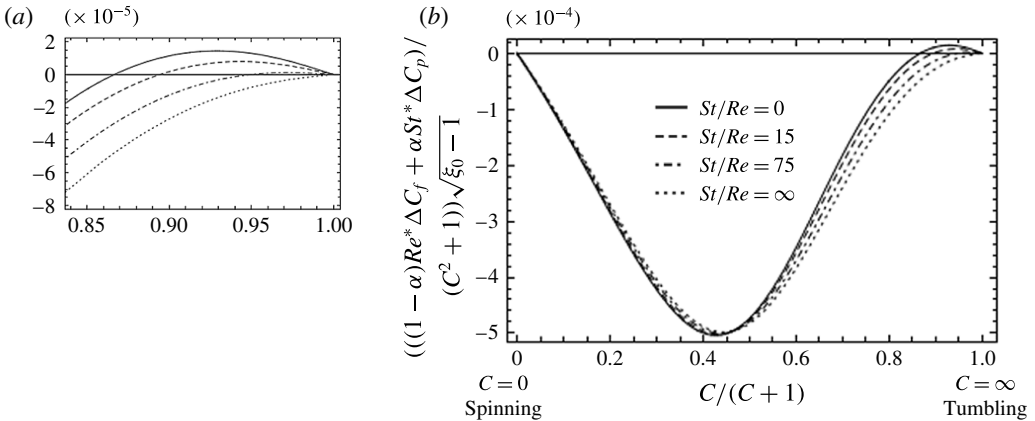 (a)
(× 10⁻⁵)
2
0
−2
−4
−6
−8
0.85 0.90 0.95 1.00
(b)
(× 10⁻⁴)
(((1 − α)Re*ΔC_f + αSt*ΔC_p)/
(C² + 1))√ξ₀ − 1
0
−1
−2
−3
−4
−5
St/Re = 0
St/Re = 15
St/Re = 75
St/Re = ∞
0 0.2 0.4 0.6 0.8 1.0
C = 0
Spinning
C/(C + 1)
C = ∞
Tumbling